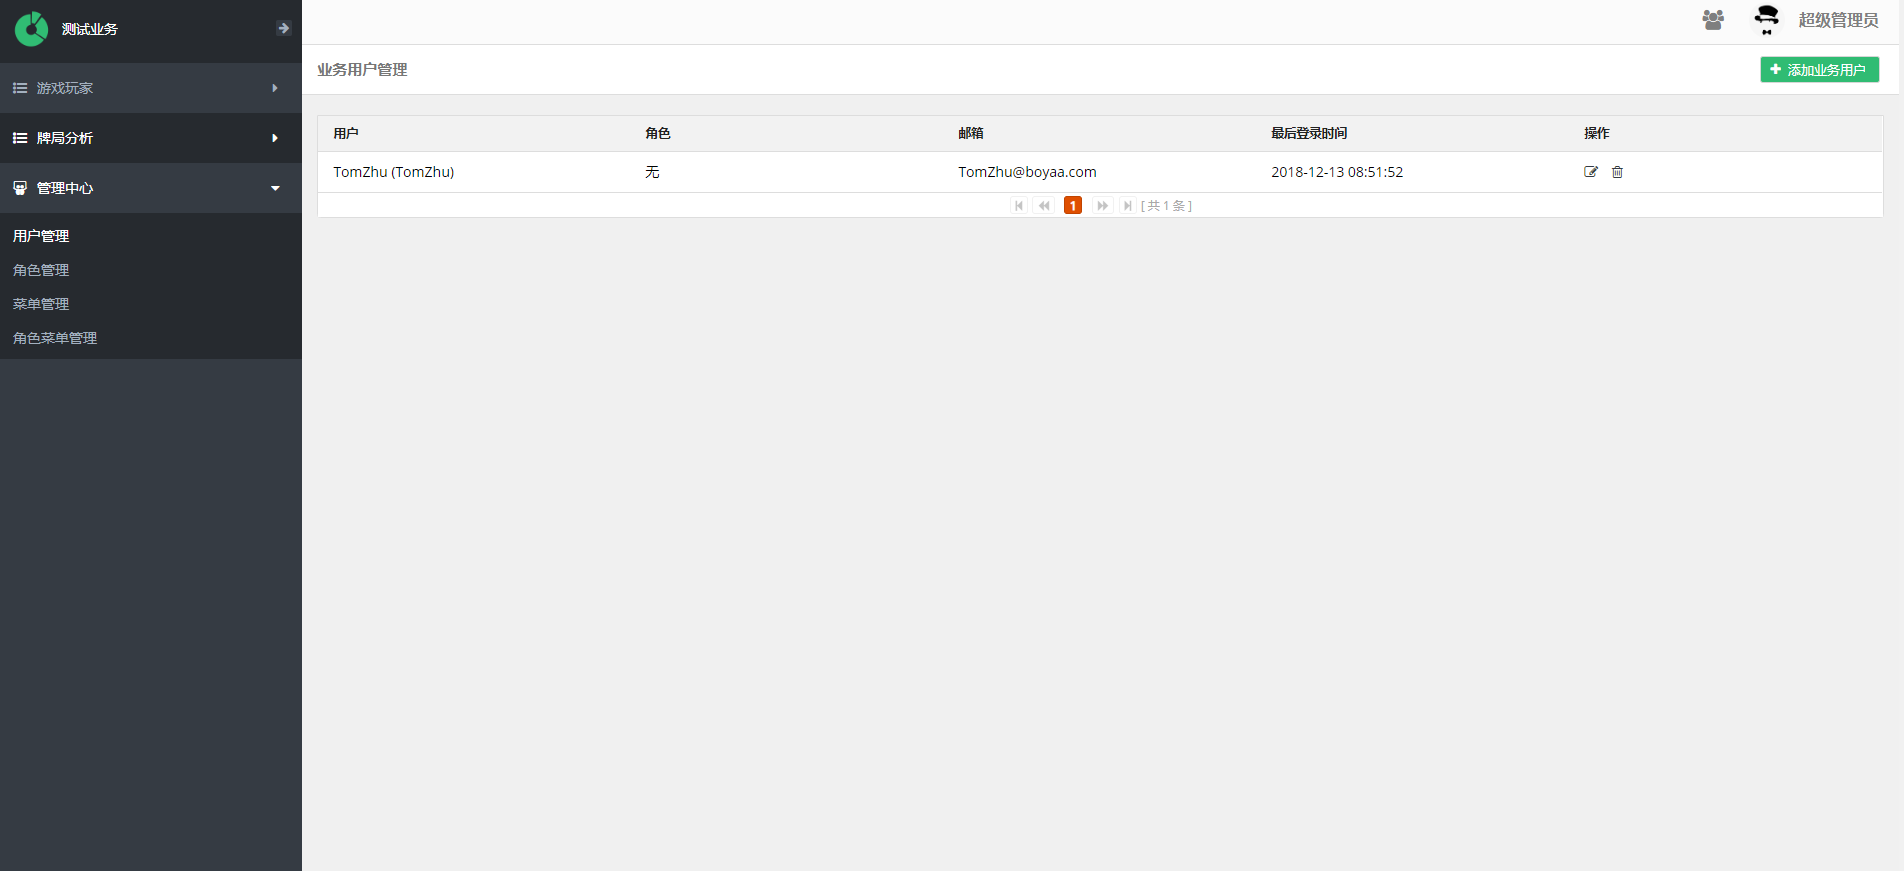 测试业务
游戏玩家
牌局分析
管理中心
用户管理
角色管理
菜单管理
角色菜单管理
超级管理员
业务用户管理
添加业务用户
用户 角色 邮箱 最后登录时间 操作
TomZhu (TomZhu) 无 TomZhu@boyaa.com 2018-12-13 08:51:52
1 [ 共 1 条 ]